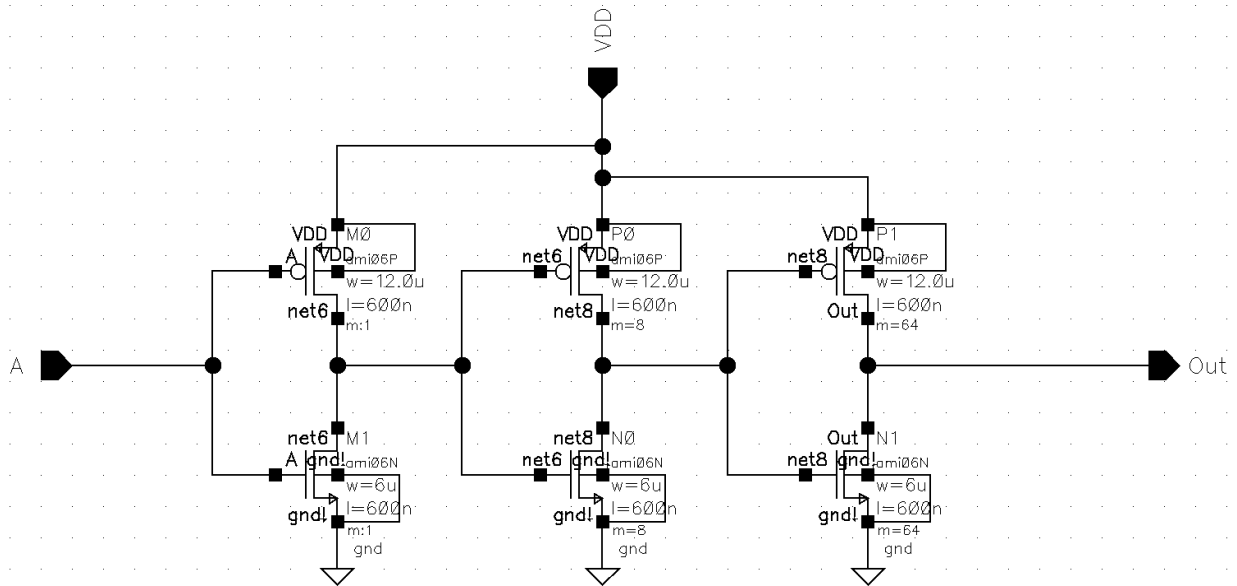 VDD
VDD M0
A VDD ami06P
w=12.0u
l=600n
net6
m:1
VDD P0
net6 VDD ami06P
w=12.0u
l=600n
net8
m=8
VDD P1
net8 VDD ami06P
w=12.0u
l=600n
Out
m=64
A
Out
net6 M1
A gnd! ami06N
w=6u
l=600n
gnd!
m:1
gnd
net8 N0
net6 gnd! ami06N
w=6u
l=600n
gnd!
m=8
gnd
Out N1
net8 gnd! ami06N
w=6u
l=600n
gnd!
m=64
gnd